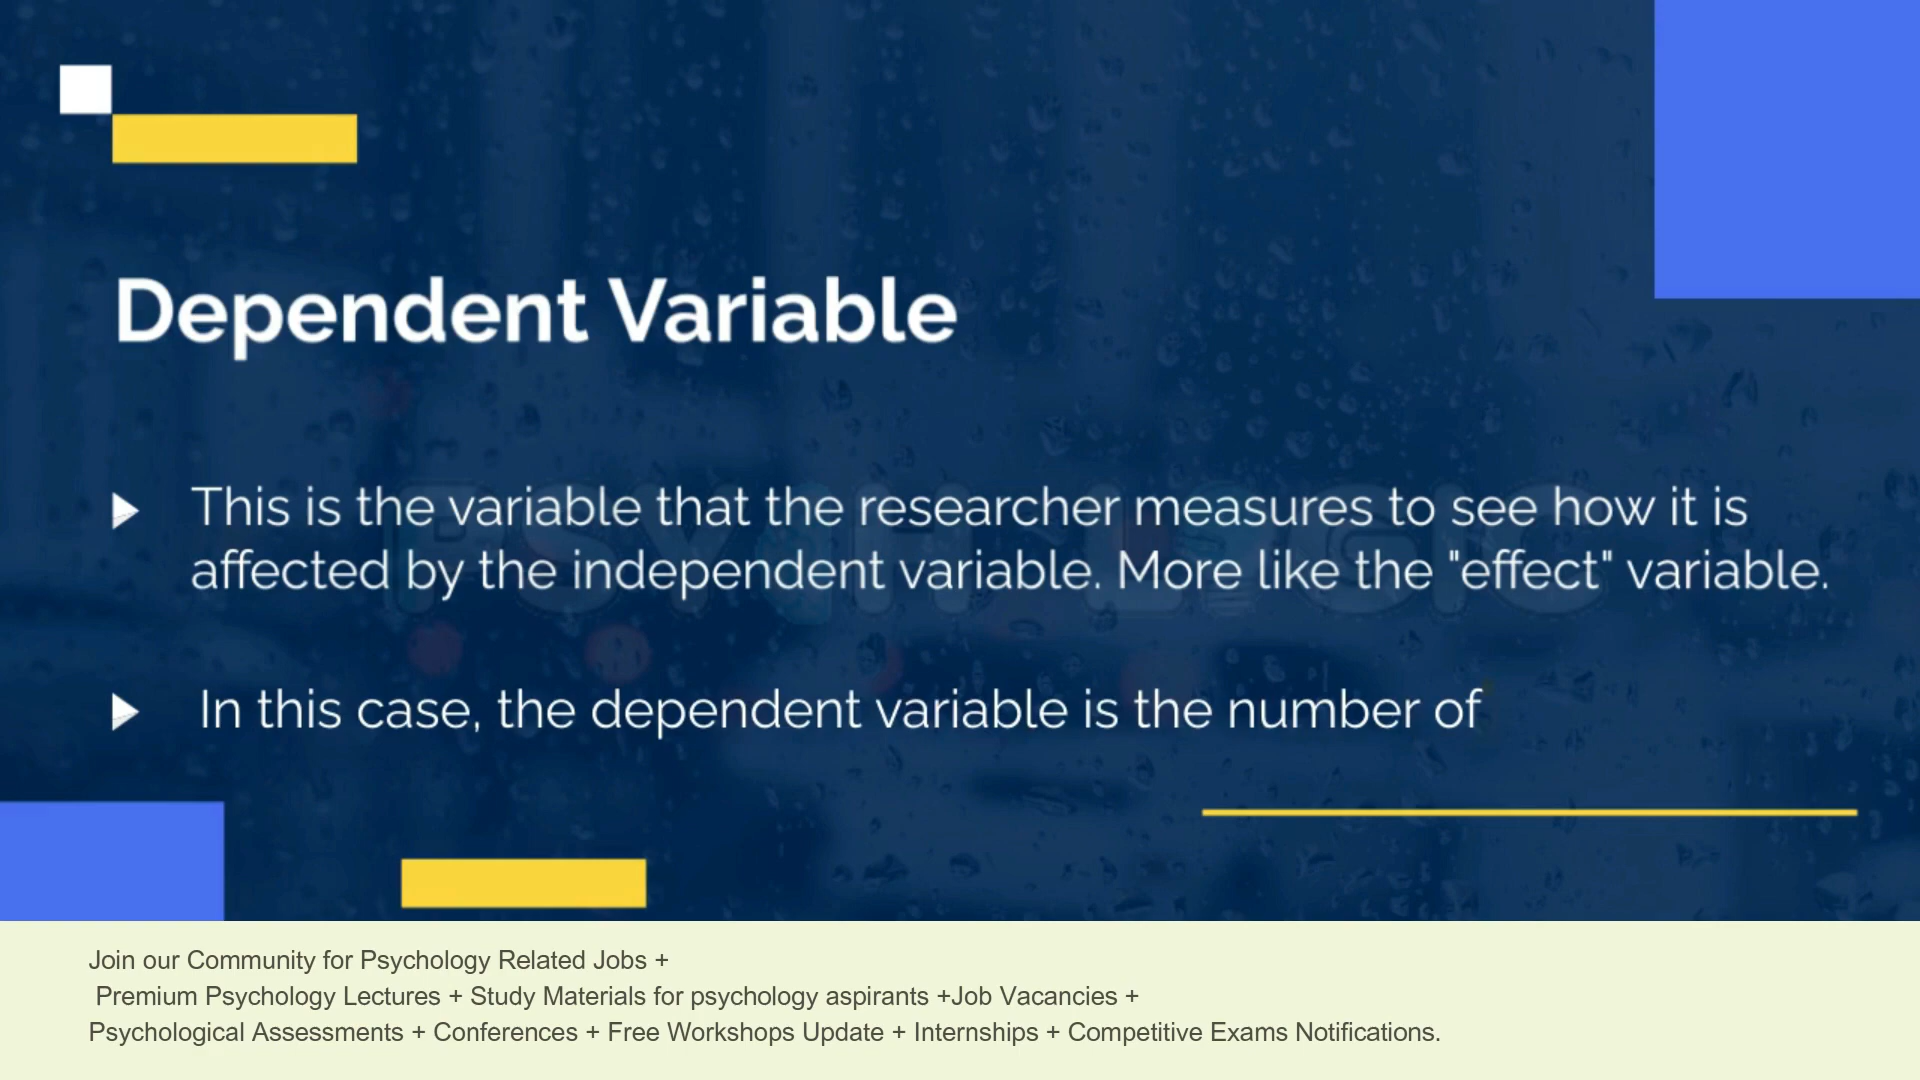 Dependent Variable
This is the variable that the researcher measures to see how it is
affected by the independent variable. More like the "effect" variable.
In this case, the dependent variable is the number of
Join our Community for Psychology Related Jobs +
Premium Psychology Lectures + Study Materials for psychology aspirants +Job Vacancies +
Psychological Assessments + Conferences + Free Workshops Update + Internships + Competitive Exams Notifications.